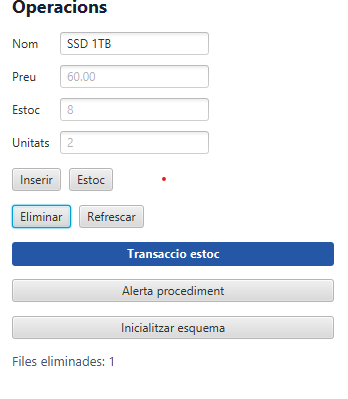 Operacions
Nom SSD 1TB
Preu 60.00
Estoc 8
Unitats 2
Inserir Estoc
Eliminar Refrescar
Transaccio estoc
Alerta procediment
Inicialitzar esquema
Files eliminades: 1